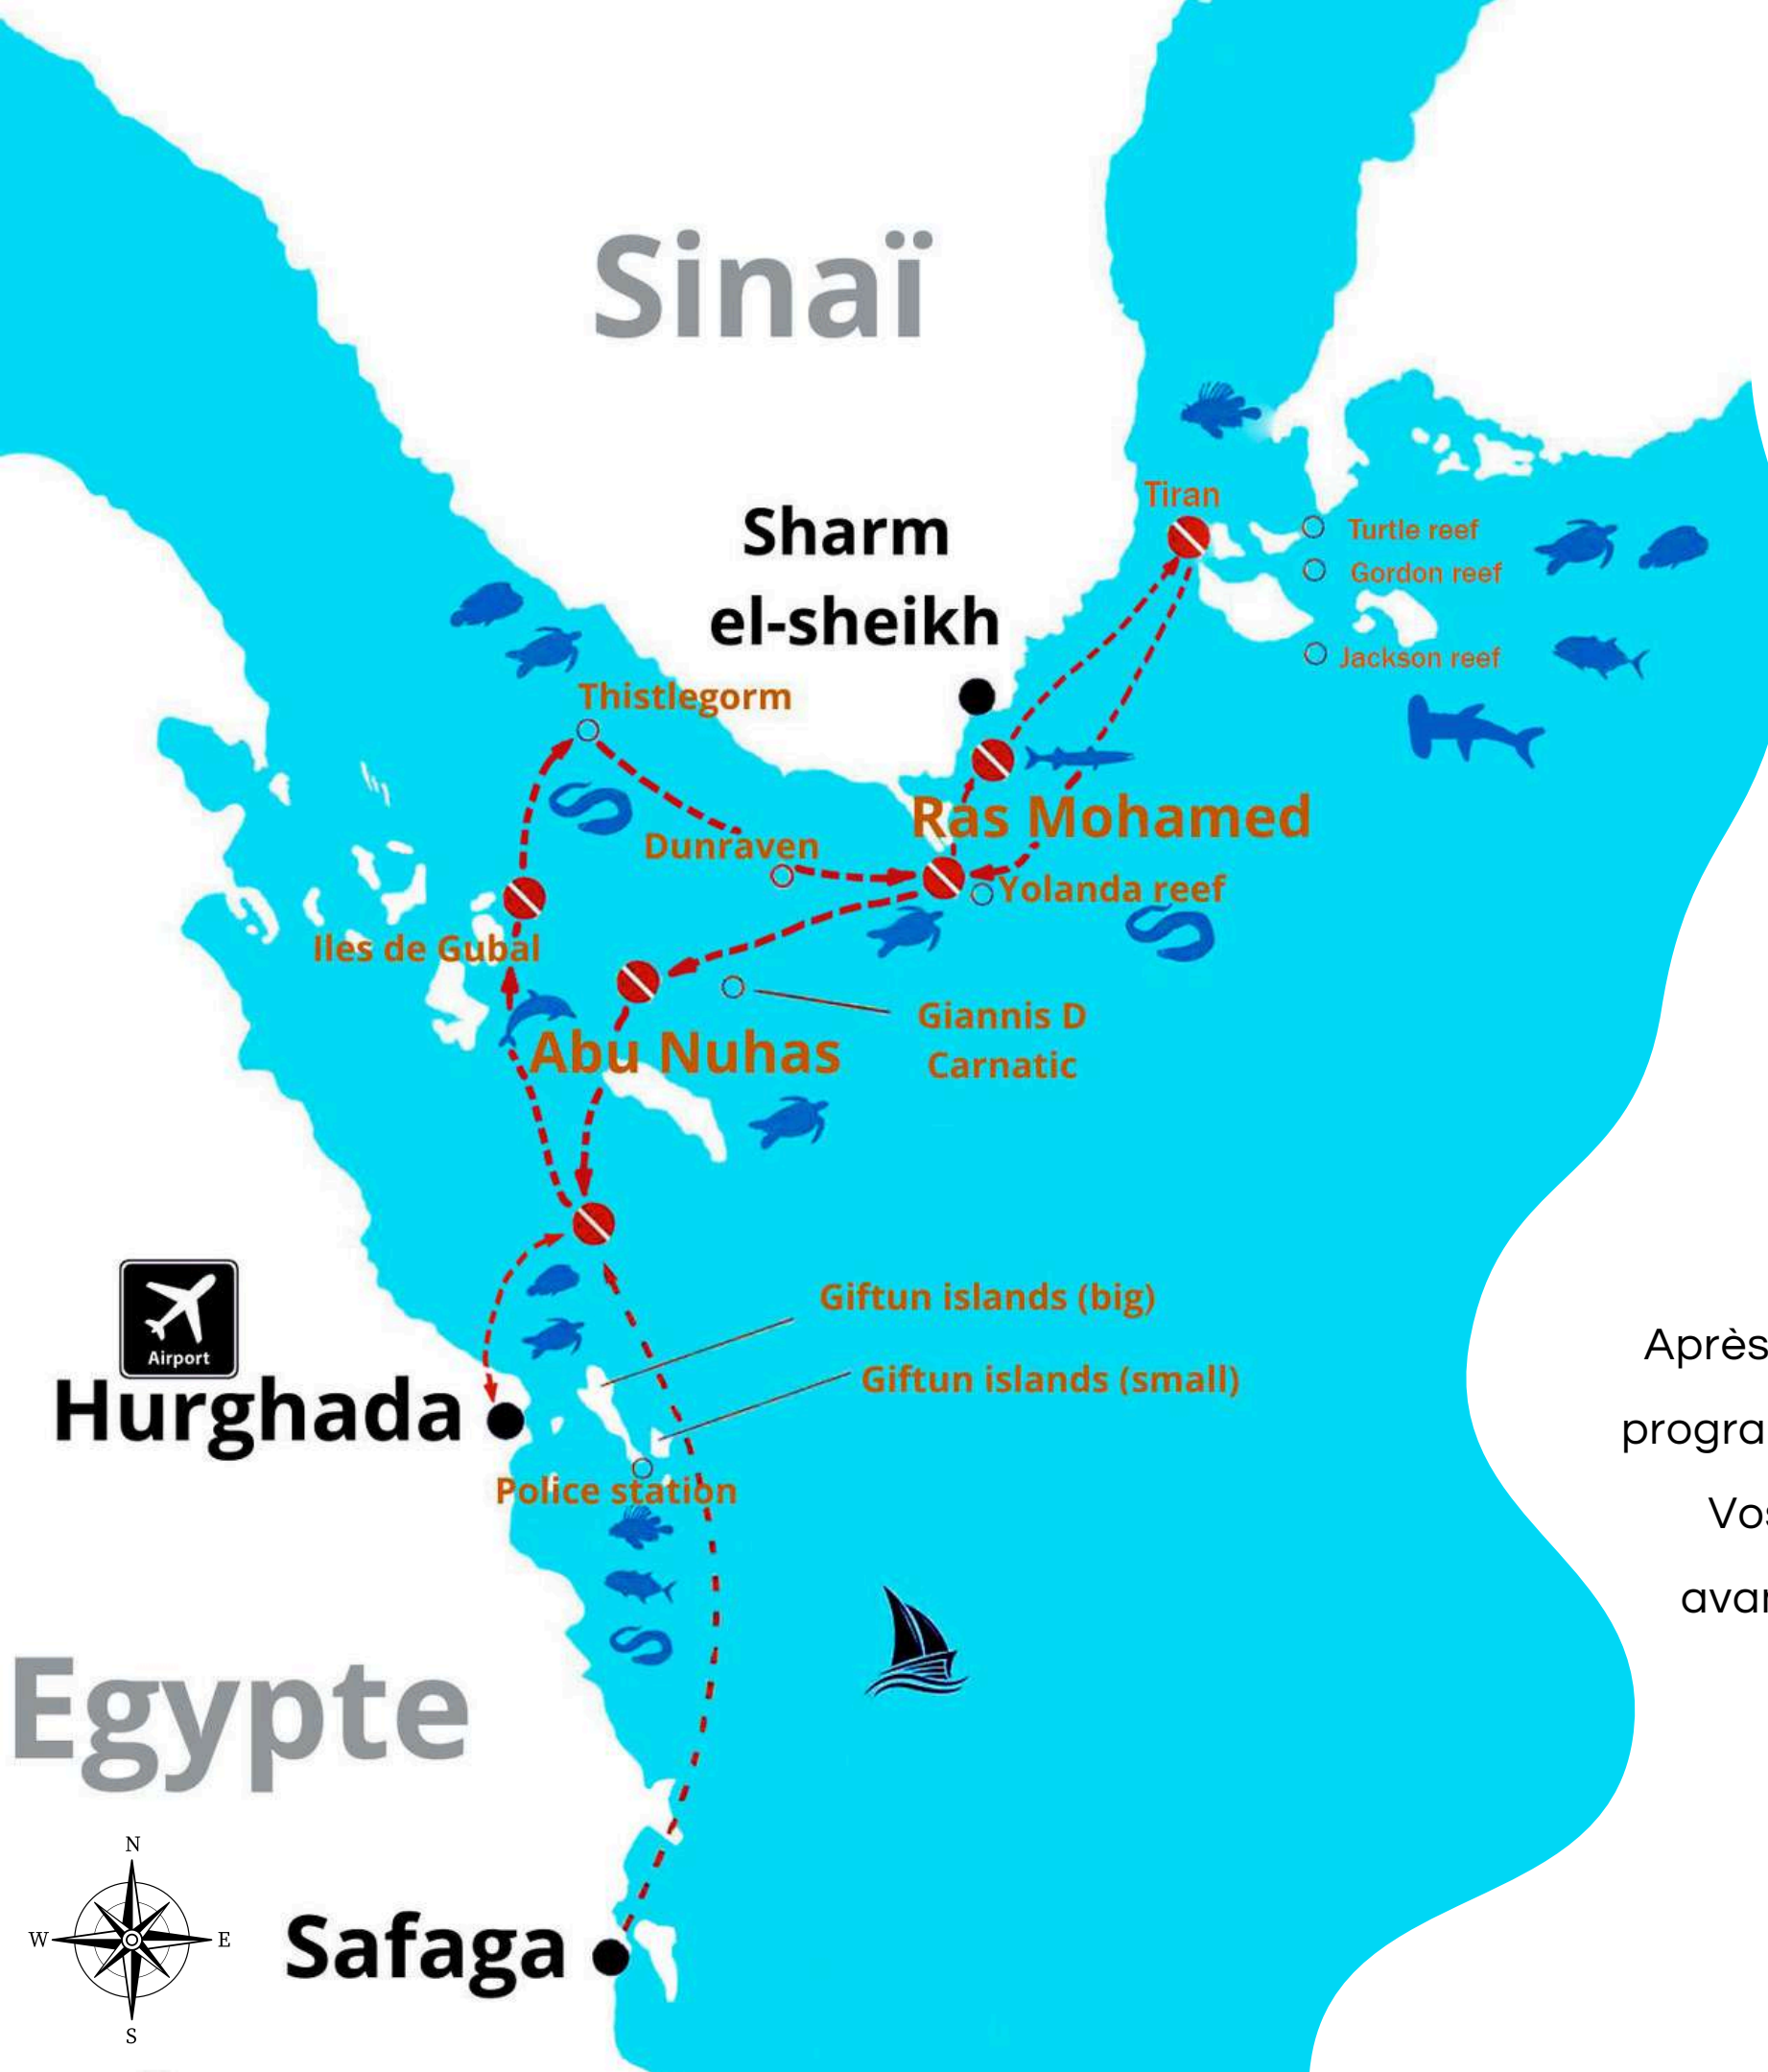 Sinaï
Tiran
Sharm
el-sheikh
Turtle reef
Gordon reef
Jackson reef
Thistlegorm
Ras Mohamed
Dunraven
Yolanda reef
Iles de Gubal
Giannis D
Carnatic
Abu Nuhas
Giftun islands (big)
Airport
Après
Hurghada
Giftun islands (small)
progra
Police station
Vos
avan
Egypte
N
W
E
Safaga
S